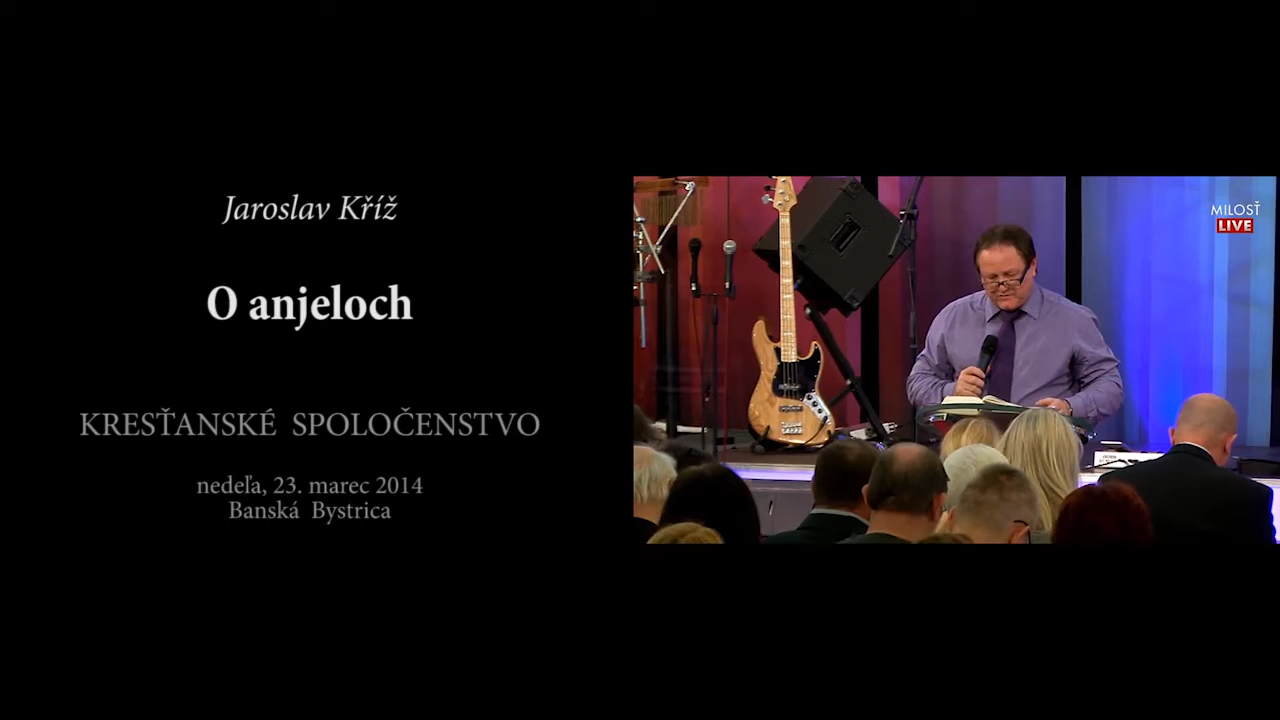 Jaroslav Kříž
O anjeloch
KRESŤANSKÉ SPOLOČENSTVO
nedeľa, 23. marec 2014
Banská Bystrica
MILOSŤ
LIVE